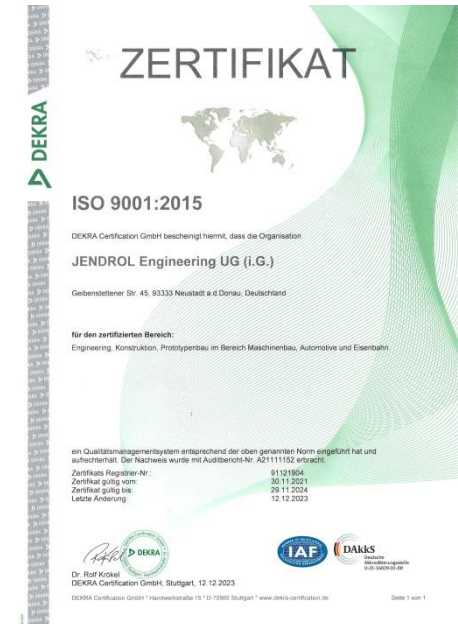 ZERTIFIKAT
DEKRA
ISO 9001:2015
DEKRA Certification GmbH bescheinigt hiermit, dass die Organisation
JENDROL Engineering UG (i.G.)
Geibenstettener Str. 45, 93333 Neustadt a.d.Donau, Deutschland
für den zertifizierten Bereich:
Engineering, Konstruktion, Prototypenbau im Bereich Maschinenbau, Automotive und Eisenbahn.
ein Qualitätsmanagementsystem entsprechend der oben genannten Norm eingeführt hat und
aufrechterhält. Der Nachweis wurde mit Auditbericht-Nr. A21111152 erbracht.
Zertifikats Registrier-Nr.: 91121904
Zertifikat gültig vom: 30.11.2021
Zertifikat gültig bis: 29.11.2024
Letzte Änderung: 12.12.2023
DEKRA
IAF
DAkkS
Deutsche
Akkreditierungsstelle
Dr. Rolf Krökel
DEKRA Certification GmbH, Stuttgart, 12.12.2023
DEKRA Certification GmbH * Handwerkstraße 15 * D-70565 Stuttgart * www.dekra-certification.de Seite 1 von 1